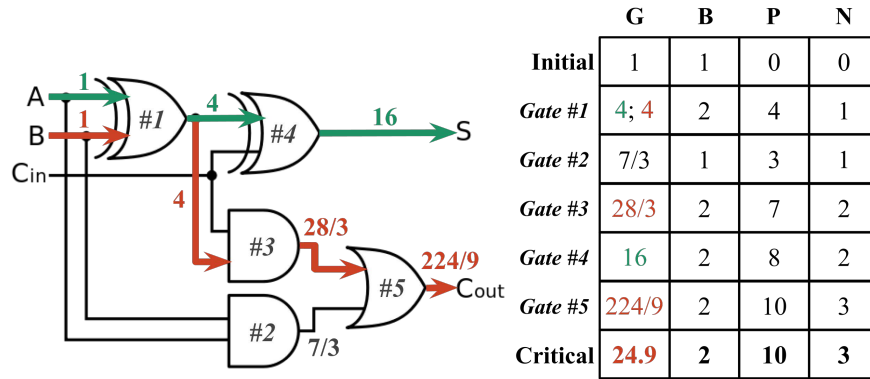 A 1
B 1
Cin
#1
4
4
#4
16 S
#3
28/3
#5
224/9
Cout
#2
7/3
G B P N
Initial 1 1 0 0
Gate #1 4; 4 2 4 1
Gate #2 7/3 1 3 1
Gate #3 28/3 2 7 2
Gate #4 16 2 8 2
Gate #5 224/9 2 10 3
Critical 24.9 2 10 3